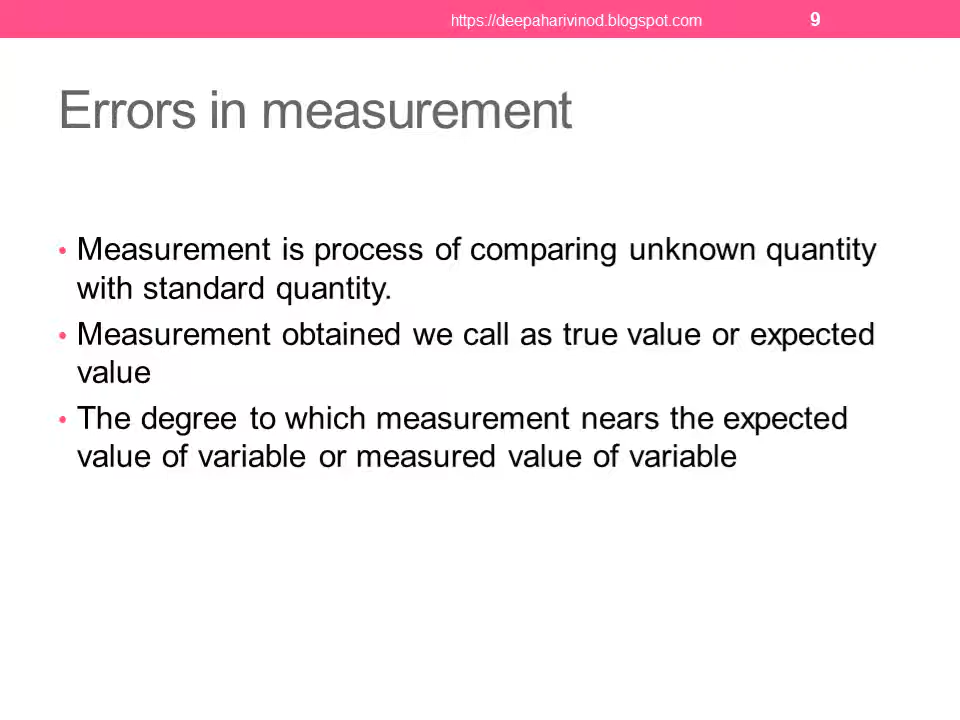 https://deepaharivinod.blogspot.com 9
Errors in measurement
• Measurement is process of comparing unknown quantity
with standard quantity.
• Measurement obtained we call as true value or expected
value
• The degree to which measurement nears the expected
value of variable or measured value of variable